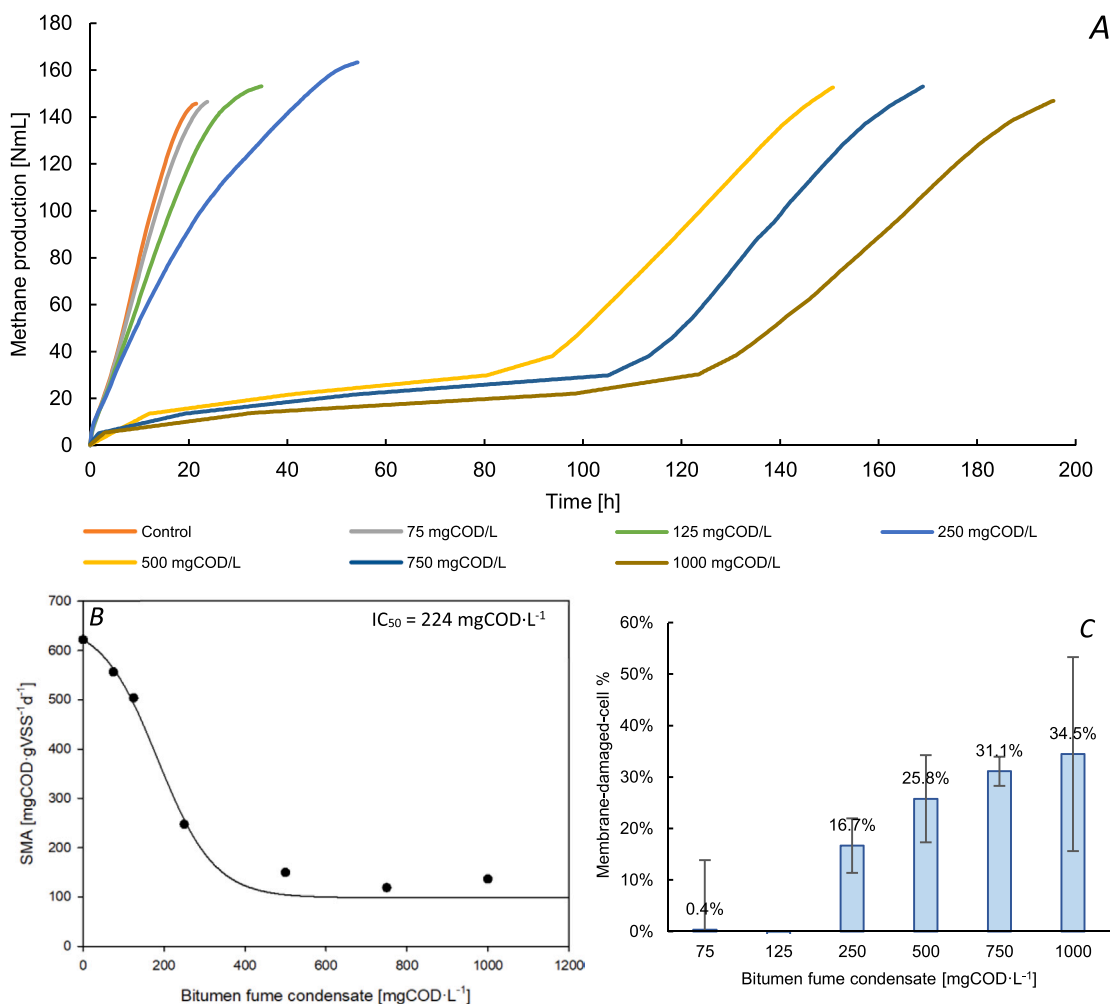 A
Methane production [NmL]
180
160
140
120
100
80
60
40
20
0
0 20 40 60 80 100 120 140 160 180 200
Time [h]
Control 75 mgCOD/L 125 mgCOD/L 250 mgCOD/L
500 mgCOD/L 750 mgCOD/L 1000 mgCOD/L
B
IC₅₀ = 224 mgCOD·L⁻¹
SMA [mgCOD·gVSS⁻¹d⁻¹]
700
600
500
400
300
200
100
0
0 200 400 600 800 1000 1200
Bitumen fume condensate [mgCOD·L⁻¹]
C
Membrane-damaged-cell %
60%
50%
40%
30%
20%
10%
0%
0.4%
16.7%
25.8%
31.1%
34.5%
75 125 250 500 750 1000
Bitumen fume condensate [mgCOD·L⁻¹]